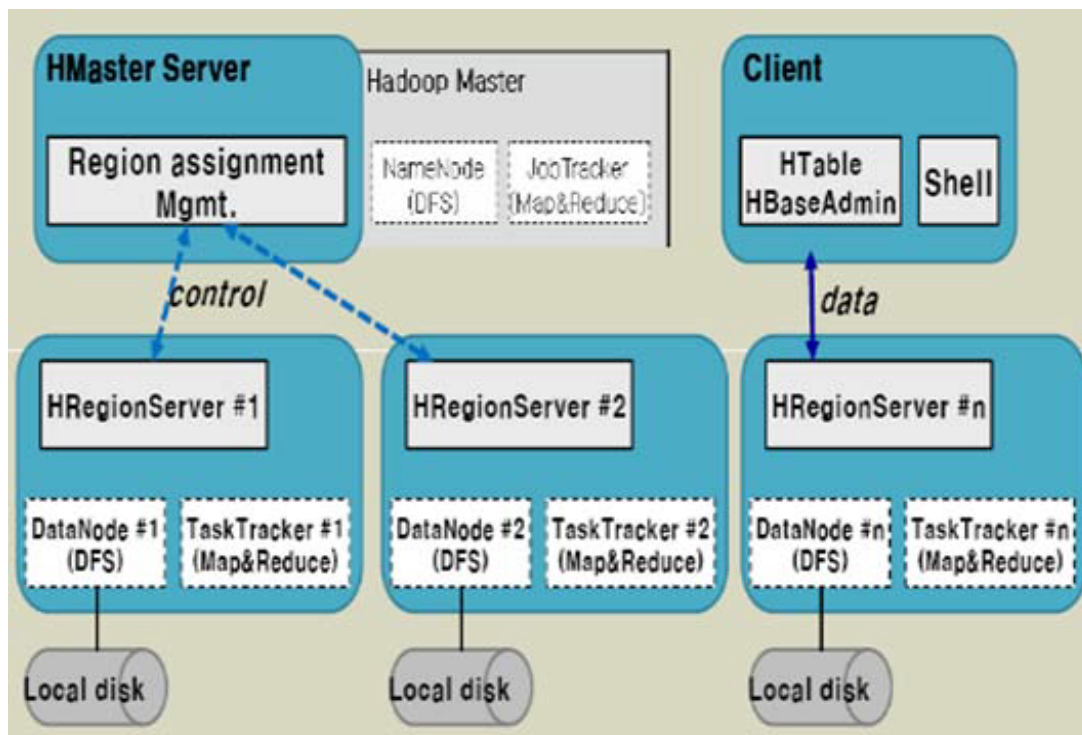 HMaster Server
Region assignment
Mgmt.
Hadoop Master
NameNode
(DFS)
JobTracker
(Map&Reduce)
Client
HTable
HBaseAdmin
Shell
control
data
HRegionServer #1
DataNode #1
(DFS)
TaskTracker #1
(Map&Reduce)
Local disk
HRegionServer #2
DataNode #2
(DFS)
TaskTracker #2
(Map&Reduce)
Local disk
HRegionServer #n
DataNode #n
(DFS)
TaskTracker #n
(Map&Reduce)
Local disk